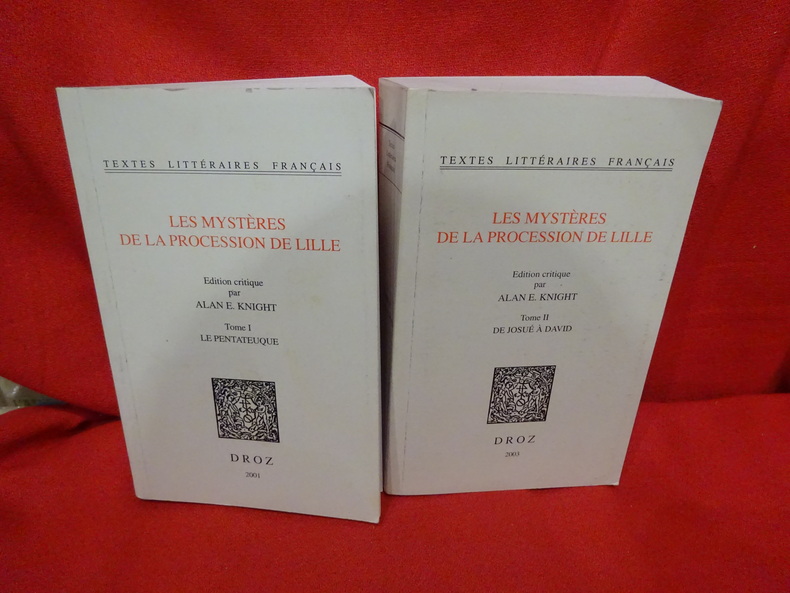 TEXTES LITTÉRAIRES FRANÇAIS
LES MYSTÈRES
DE LA PROCESSION DE LILLE
Edition critique
par
ALAN E. KNIGHT
Tome I
LE PENTATEUQUE
DROZ
2001
TEXTES LITTÉRAIRES FRANÇAIS
LES MYSTÈRES
DE LA PROCESSION DE LILLE
Edition critique
par
ALAN E. KNIGHT
Tome II
DE JOSUÉ À DAVID
DROZ
2003